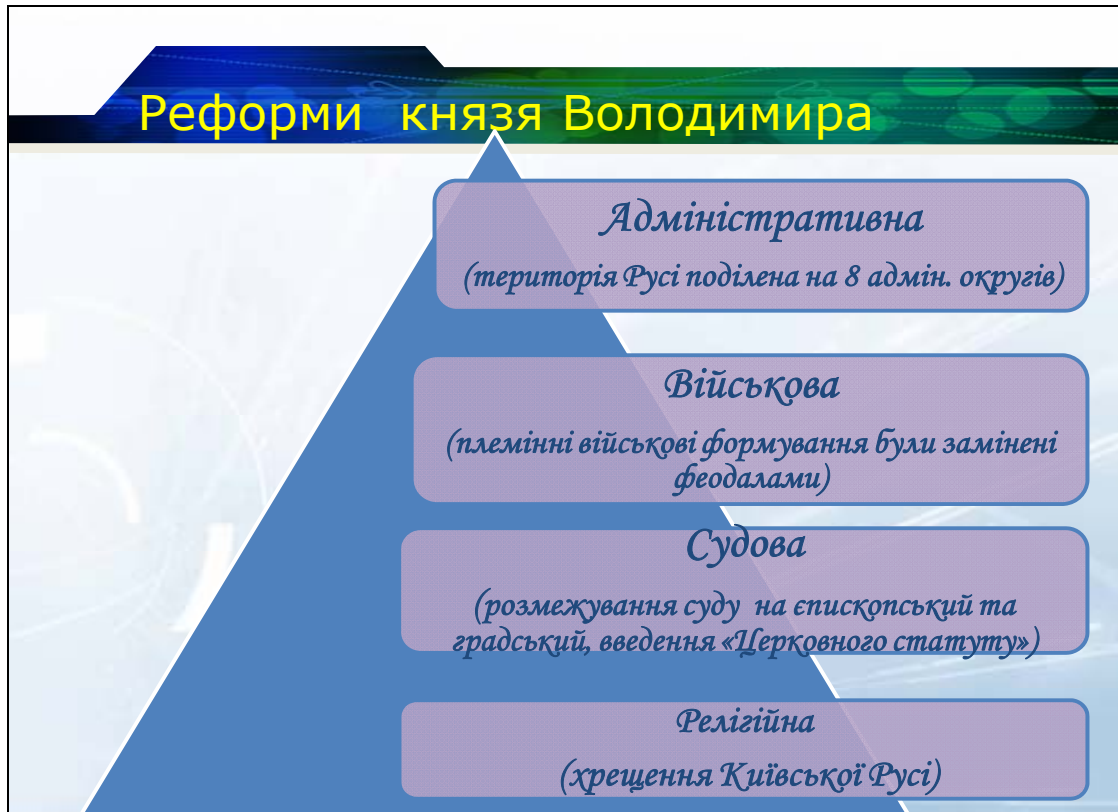 Реформи князя Володимира
Адміністративна
(територія Русі поділена на 8 адмін. округів)
Військова
(племінні військові формування були замінені
феодалами)
Судова
(розмежування суду на єпископський та
градський, введення «Церковного статуту»)
Релігійна
(хрещення Київської Русі)